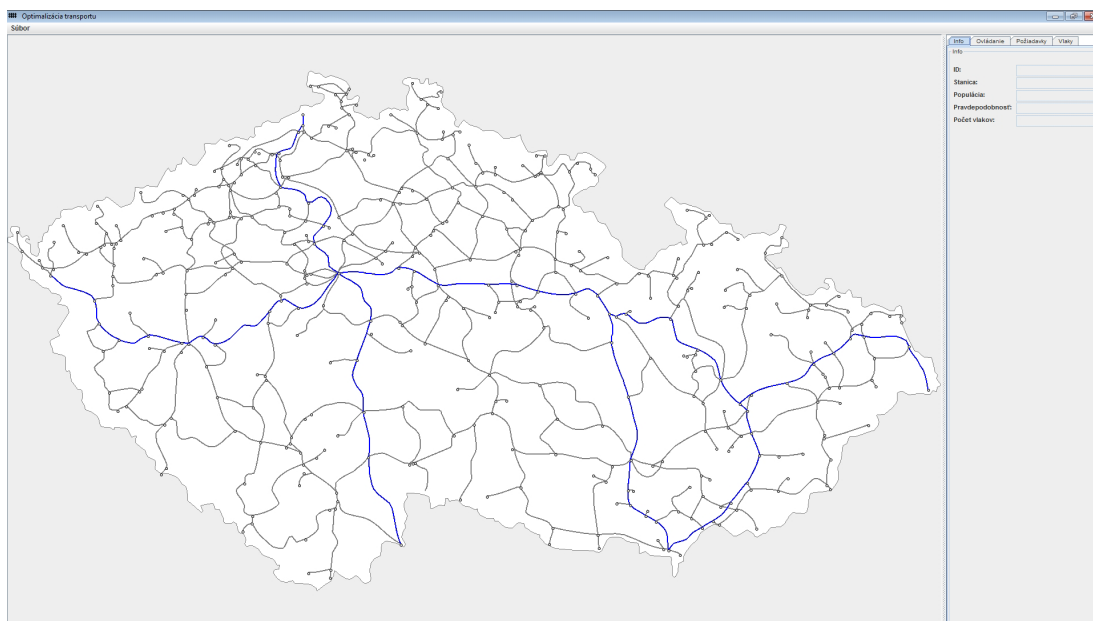 Optimalizácia transportu
Súbor
Info Ovládanie Požiadavky Vlaky
Info
ID:
Stanica:
Populácia:
Pravdepodobnosť:
Počet vlakov: